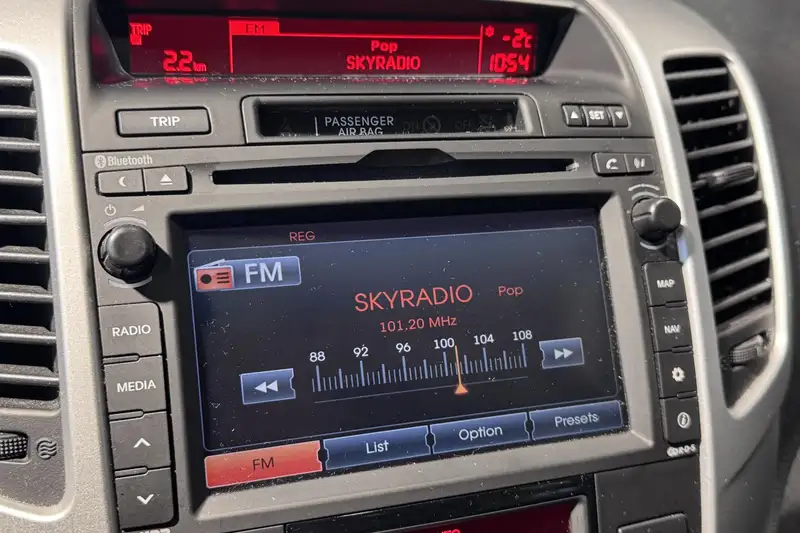 TRIP
FM
Pop
-2°c
2.2km
SKYRADIO
10:54
TRIP
PASSENGER
AIR BAG
SET
Bluetooth
REG
FM
SKYRADIO Pop
101,20 MHz
88 92 96 100 104 108
RADIO
MEDIA
MAP
NAV
FM List Option Presets